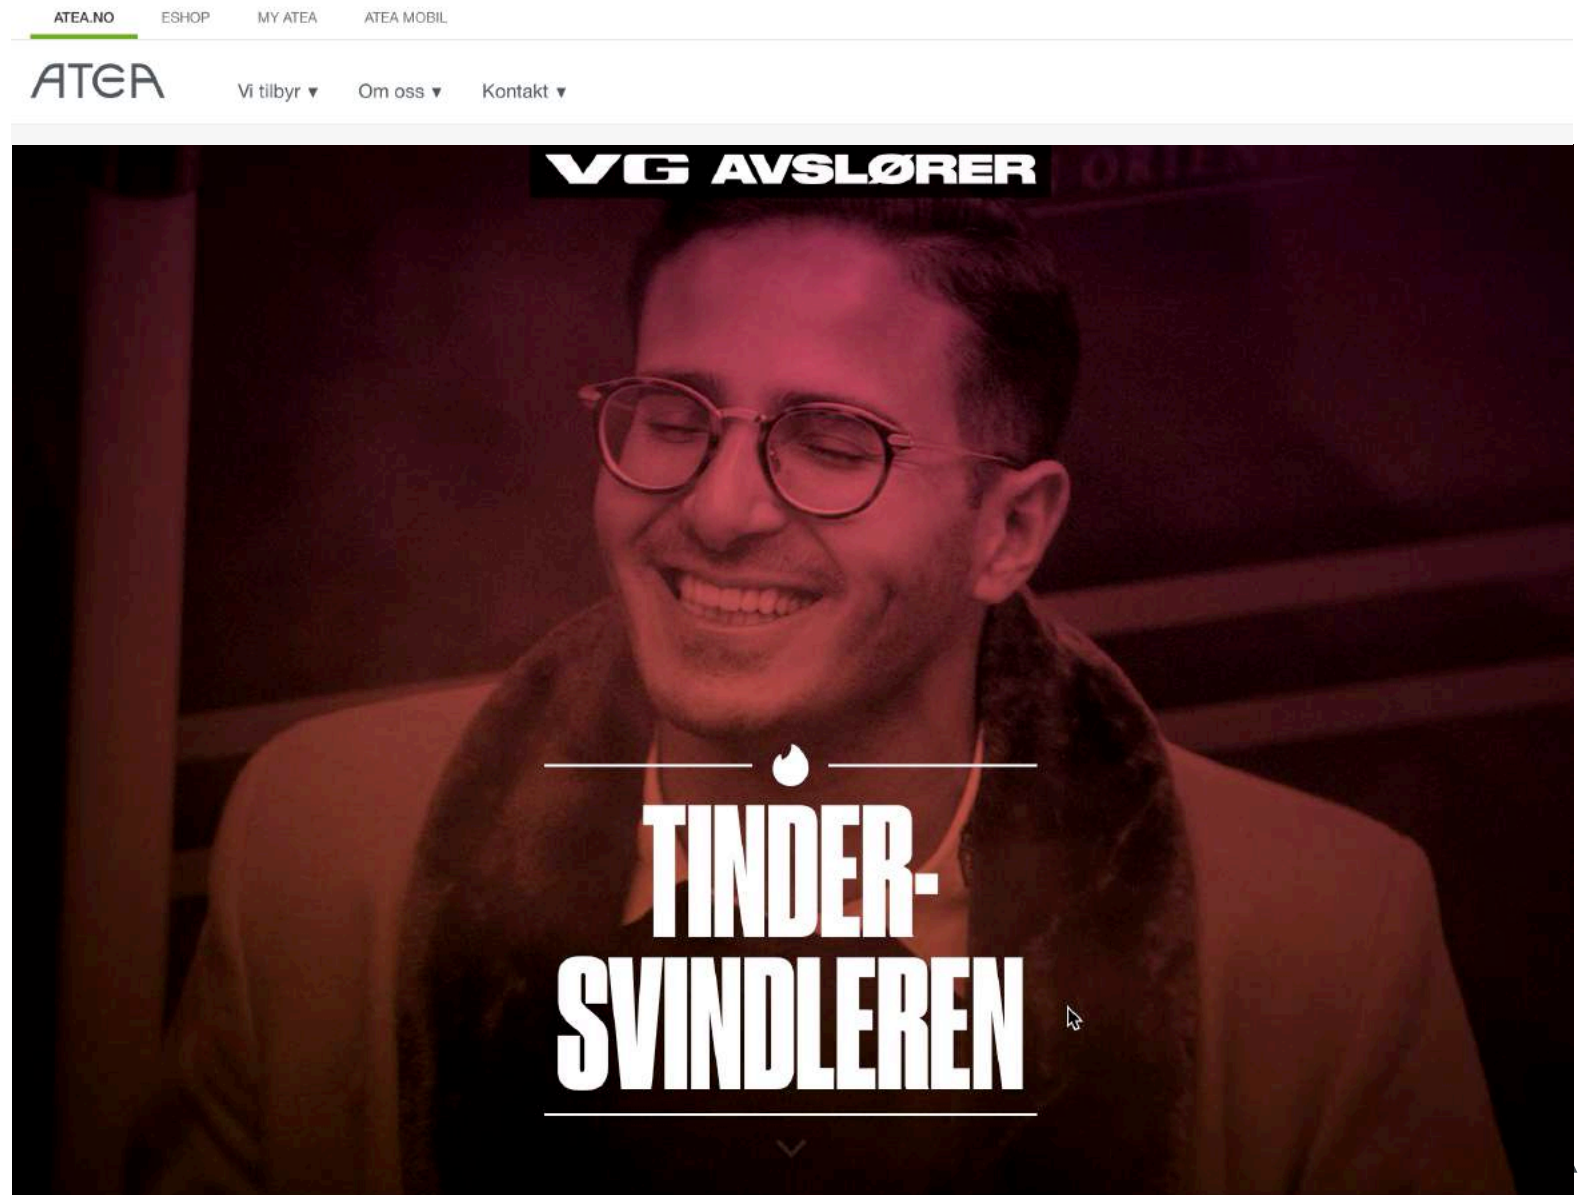 ATEA.NO ESHOP MY ATEA ATEA MOBIL
ATEA Vi tilbyr ▾ Om oss ▾ Kontakt ▾
VG AVSLØRER
TINDER-
SVINDLEREN